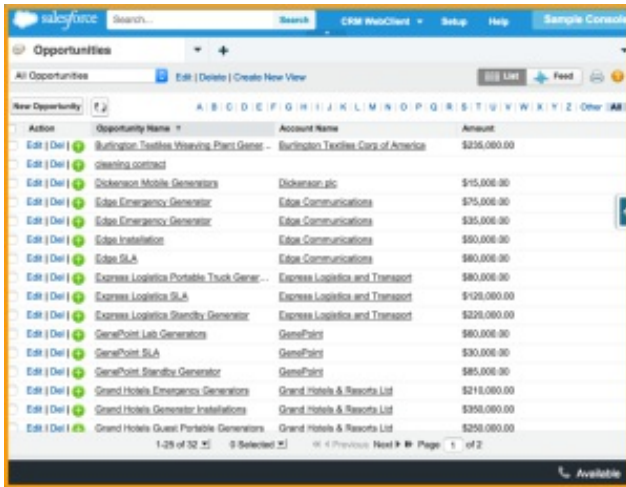 salesforce Search... Search CRM WebClient Setup Help Sample Console
Opportunities +
All Opportunities Edit | Delete | Create New View List Feed
New Opportunity A B C D E F G H I J K L M N O P Q R S T U V W X Y Z Other All
Action Opportunity Name Account Name Amount
Edit | Del | Burlington Textiles Weaving Plant Gener... Burlington Textiles Corp of America $235,000.00
Edit | Del | cleaning contract
Edit | Del | Dickenson Mobile Generators Dickenson plc $15,000.00
Edit | Del | Edge Emergency Generator Edge Communications $75,000.00
Edit | Del | Edge Emergency Generator Edge Communications $35,000.00
Edit | Del | Edge Installation Edge Communications $50,000.00
Edit | Del | Edge SLA Edge Communications $60,000.00
Edit | Del | Express Logistics Portable Truck Gener... Express Logistics and Transport $80,000.00
Edit | Del | Express Logistics SLA Express Logistics and Transport $120,000.00
Edit | Del | Express Logistics Standby Generator Express Logistics and Transport $220,000.00
Edit | Del | GenePoint Lab Generators GenePoint $60,000.00
Edit | Del | GenePoint SLA GenePoint $30,000.00
Edit | Del | GenePoint Standby Generator GenePoint $85,000.00
Edit | Del | Grand Hotels Emergency Generators Grand Hotels & Resorts Ltd $210,000.00
Edit | Del | Grand Hotels Generator Installations Grand Hotels & Resorts Ltd $350,000.00
Edit | Del | Grand Hotels Guest Portable Generators Grand Hotels & Resorts Ltd $250,000.00
1-25 of 32 0 Selected Previous Next Page 1 of 2
Available